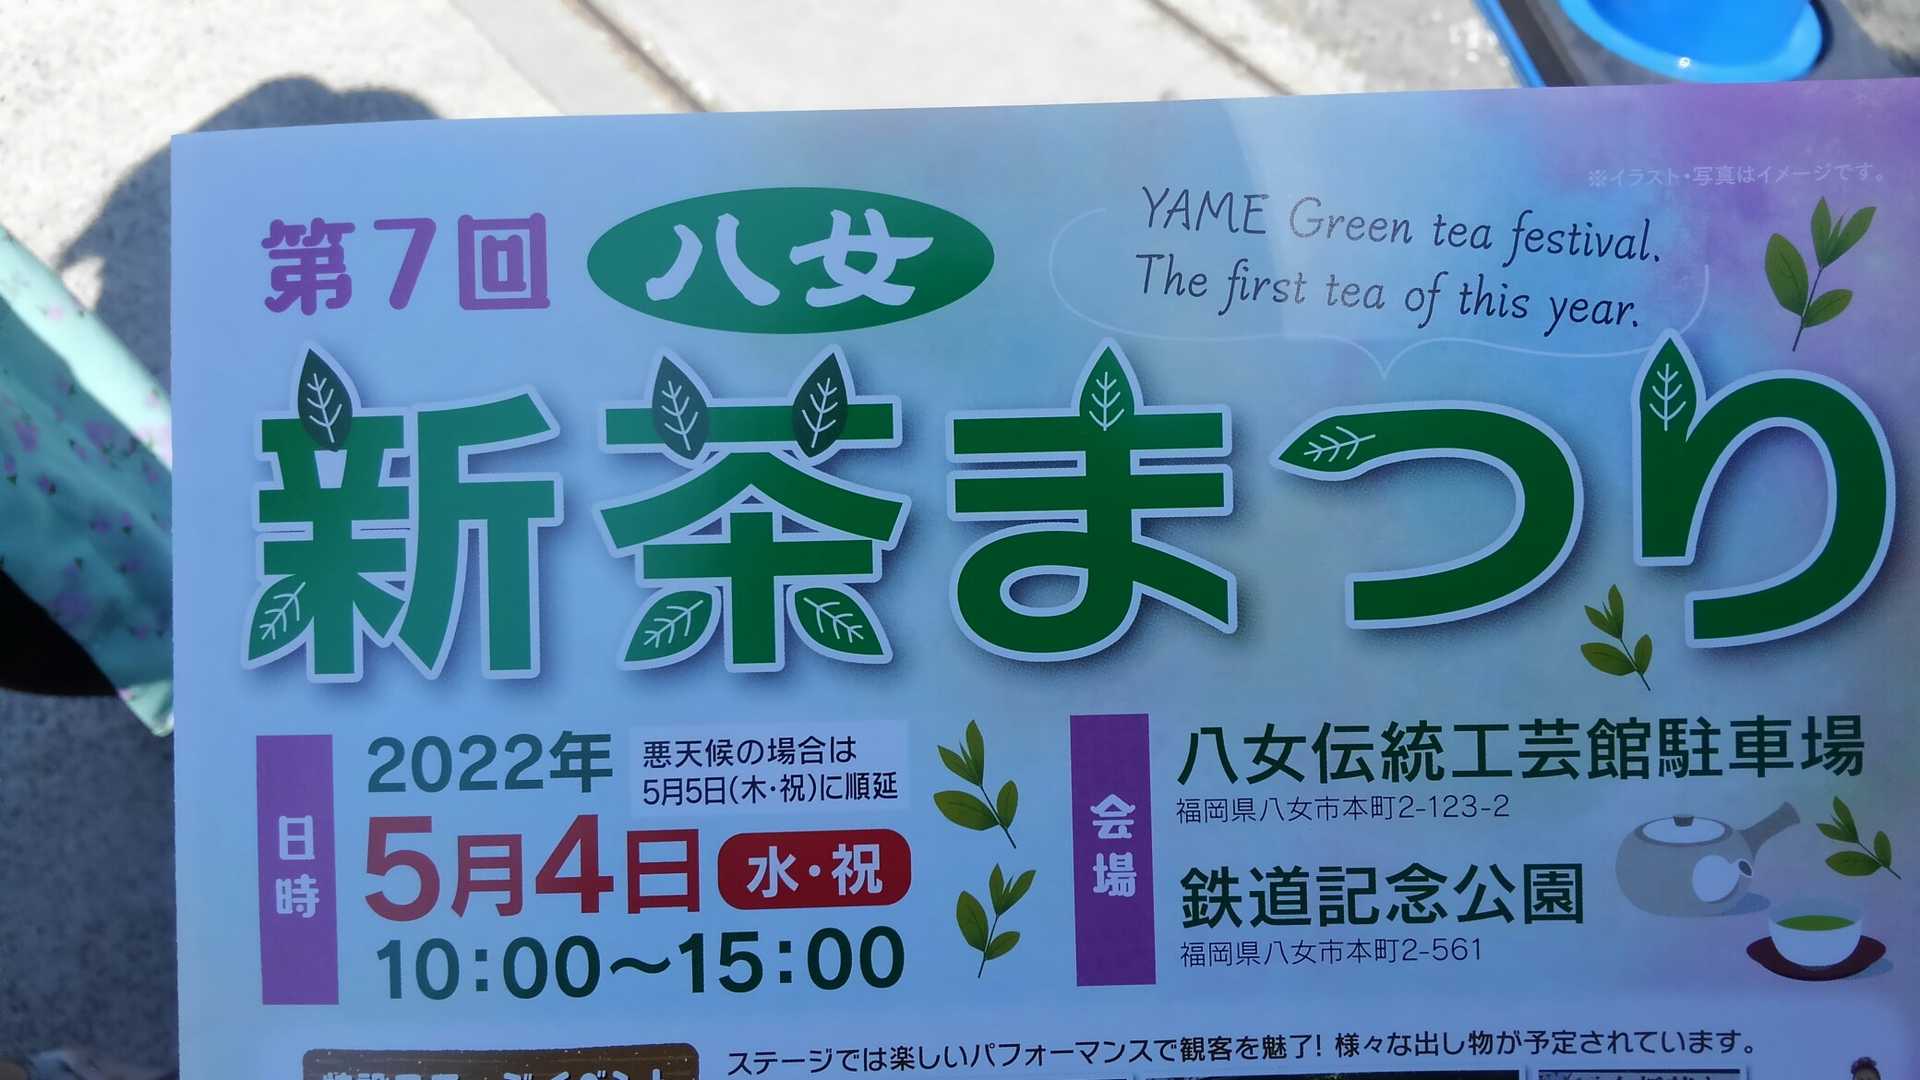 ※イラスト・写真はイメージです。
第7回 八女
YAME Green tea festival.
The first tea of this year.
新茶まつり
日時
2022年
悪天候の場合は
5月5日(木・祝)に順延
5月4日 水・祝
10:00～15:00
会場
八女伝統工芸館駐車場
福岡県八女市本町2-123-2
鉄道記念公園
福岡県八女市本町2-561
ステージでは楽しいパフォーマンスで観客を魅了! 様々な出し物が予定されています。